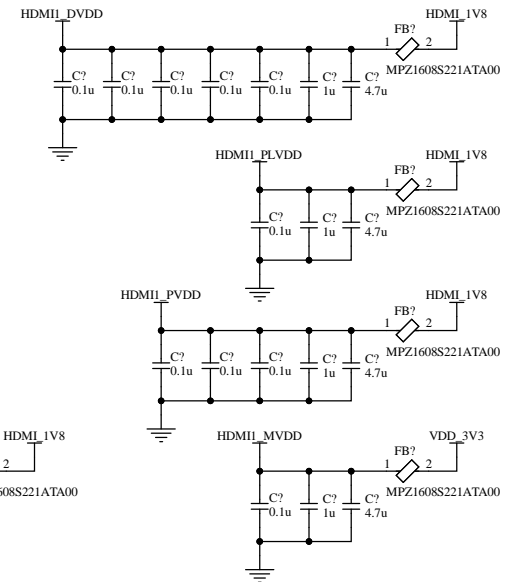 HDMI1_DVDD HDMI_1V8
FB?
1 2
C? C? C? C? C? C? C?
0.1u 0.1u 0.1u 0.1u 0.1u 1u 4.7u
MPZ1608S221ATA00
HDMI1_PLVDD HDMI_1V8
FB?
1 2
C? C? C?
0.1u 1u 4.7u
MPZ1608S221ATA00
HDMI1_PVDD HDMI_1V8
FB?
1 2
C? C? C? C? C?
0.1u 0.1u 0.1u 1u 4.7u
MPZ1608S221ATA00
HDMI_1V8 HDMI1_MVDD VDD_3V3
FB?
2 1 2
608S221ATA00 MPZ1608S221ATA00
C? C? C?
0.1u 1u 4.7u